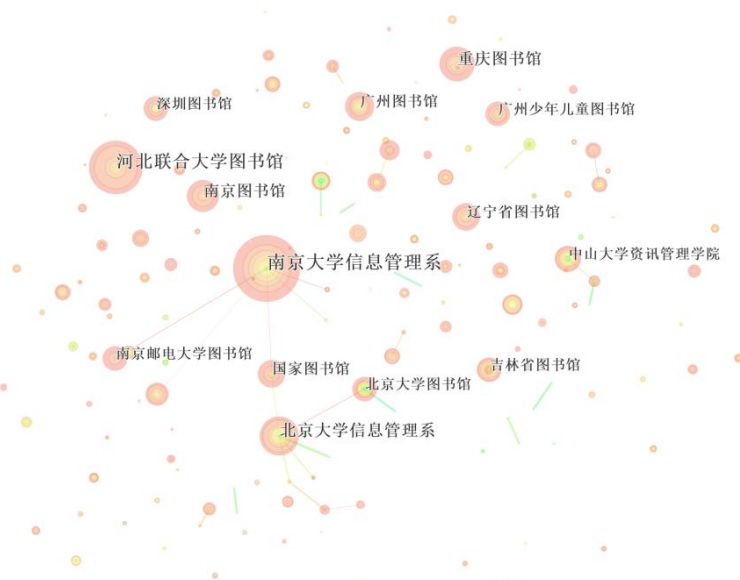 重庆图书馆
深圳图书馆
广州图书馆
广州少年儿童图书馆
河北联合大学图书馆
南京图书馆
辽宁省图书馆
中山大学资讯管理学院
南京大学信息管理系
南京邮电大学图书馆
国家图书馆
吉林省图书馆
北京大学图书馆
北京大学信息管理系